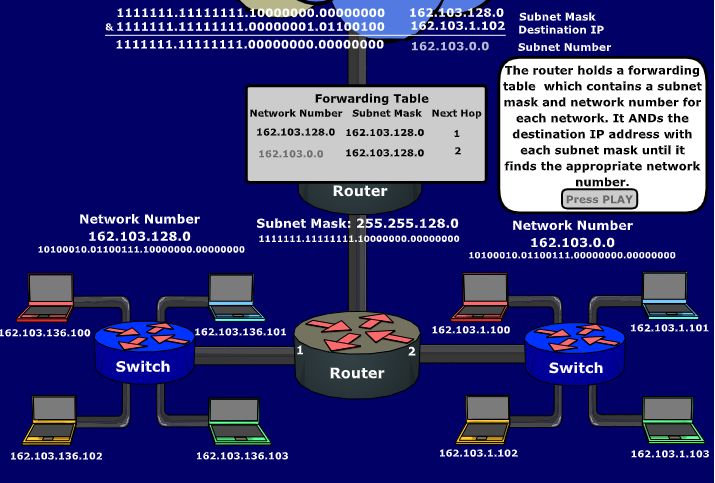 1111111.11111111.10000000.00000000 162.103.128.0 Subnet Mask
& 1111111.11111111.00000001.01100100 162.103.1.102 Destination IP
1111111.11111111.00000000.00000000 162.103.0.0 Subnet Number
The router holds a forwarding
table which contains a subnet
mask and network number for
each network. It ANDs the
destination IP address with
each subnet mask until it
finds the appropriate network
number.
Press PLAY
Forwarding Table
Network Number Subnet Mask Next Hop
162.103.128.0 162.103.128.0 1
162.103.0.0 162.103.128.0 2
Router
Network Number
162.103.128.0
10100010.01100111.10000000.00000000
Subnet Mask: 255.255.128.0
1111111.11111111.10000000.00000000
Network Number
162.103.0.0
10100010.01100111.00000000.00000000
162.103.136.100
162.103.136.101
162.103.1.100
162.103.1.101
Switch
1
2
Router
Switch
162.103.136.102
162.103.136.103
162.103.1.102
162.103.1.103